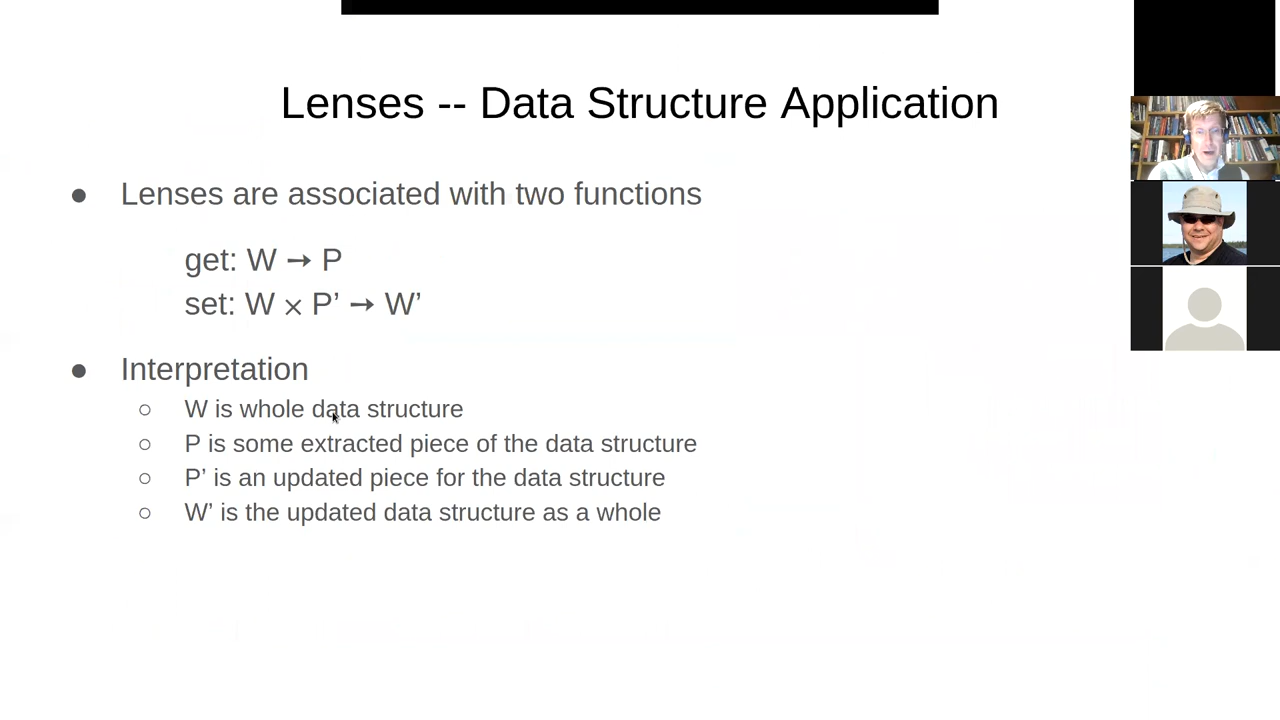 Lenses -- Data Structure Application
● Lenses are associated with two functions
get: W → P
set: W × P’ → W’
● Interpretation
○ W is whole data structure
○ P is some extracted piece of the data structure
○ P’ is an updated piece for the data structure
○ W’ is the updated data structure as a whole